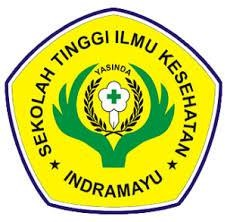 SEKOLAH TINGGI ILMU KESEHATAN
YASINDA
INDRAMAYU